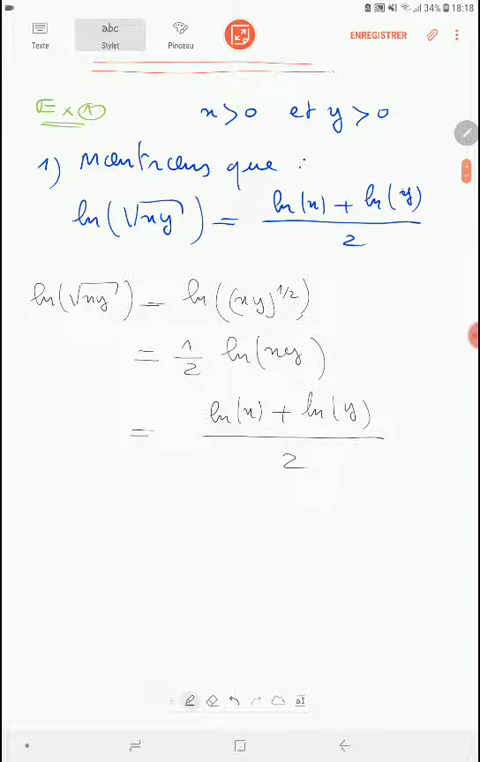 34% 18:18
Texte abc Stylet Pinceau ENREGISTRER
Ex 1 x>0 et y>0
1) Montrons que :
ln(√xy) = ln(x) + ln(y) / 2
ln(√xy) = ln((xy)^1/2)
= 1/2 ln(xy)
= ln(x) + ln(y) / 2
aI